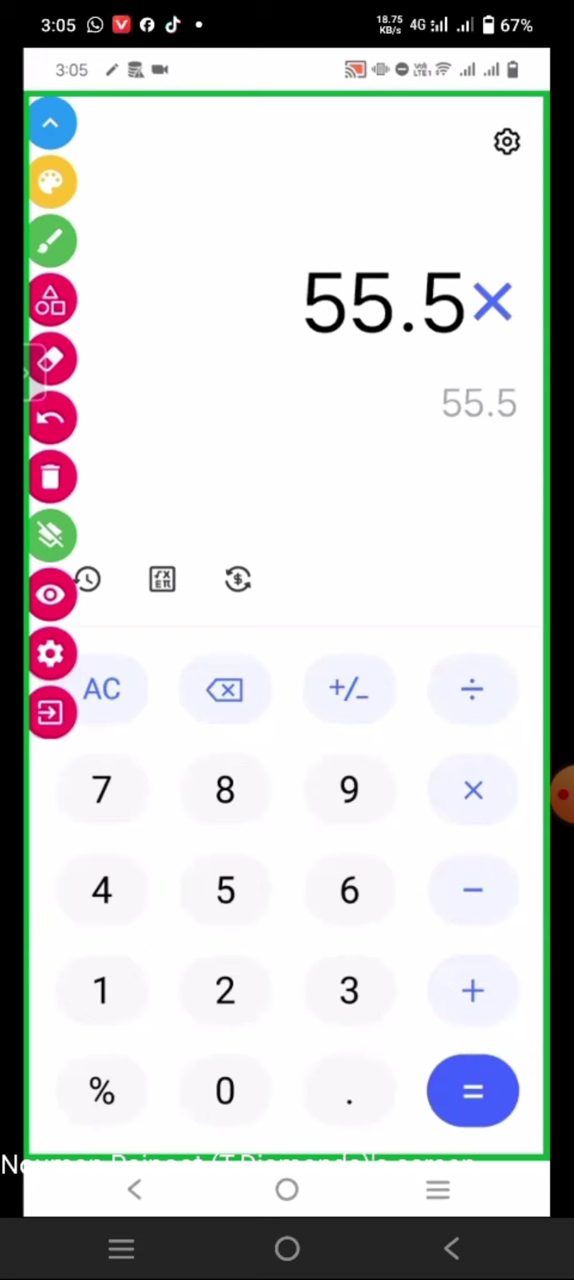 3:05 18.75 KB/s 4G 67%
3:05
55.5×
55.5
AC +/- ÷
7 8 9 ×
4 5 6 −
1 2 3 +
% 0 . =
screen